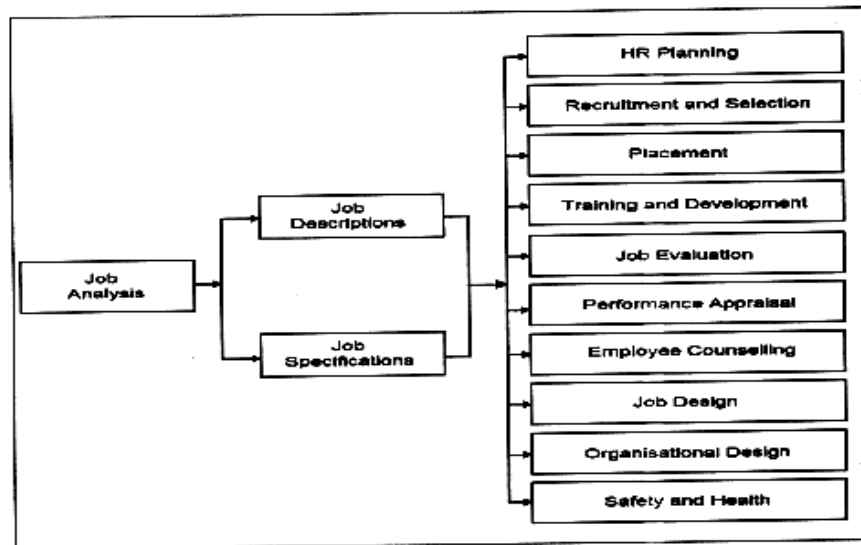 Job
Analysis
Job
Descriptions
Job
Specifications
HR Planning
Recruitment and Selection
Placement
Training and Development
Job Evaluation
Performance Appraisal
Employee Counselling
Job Design
Organisational Design
Safety and Health